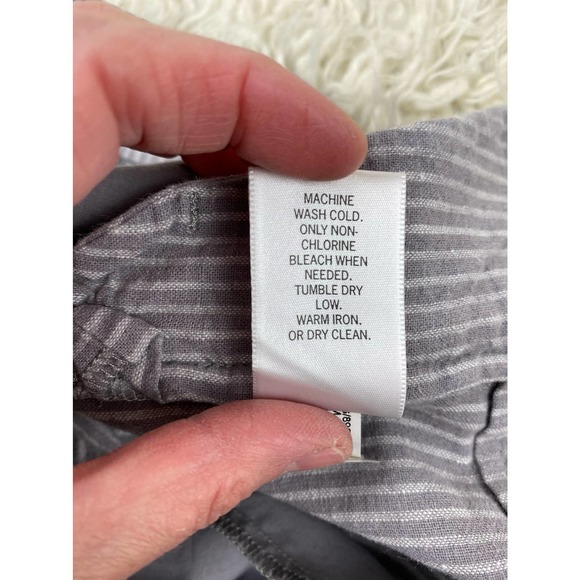 MACHINE
WASH COLD.
ONLY NON-
CHLORINE
BLEACH WHEN
NEEDED.
TUMBLE DRY
LOW.
WARM IRON.
OR DRY CLEAN.